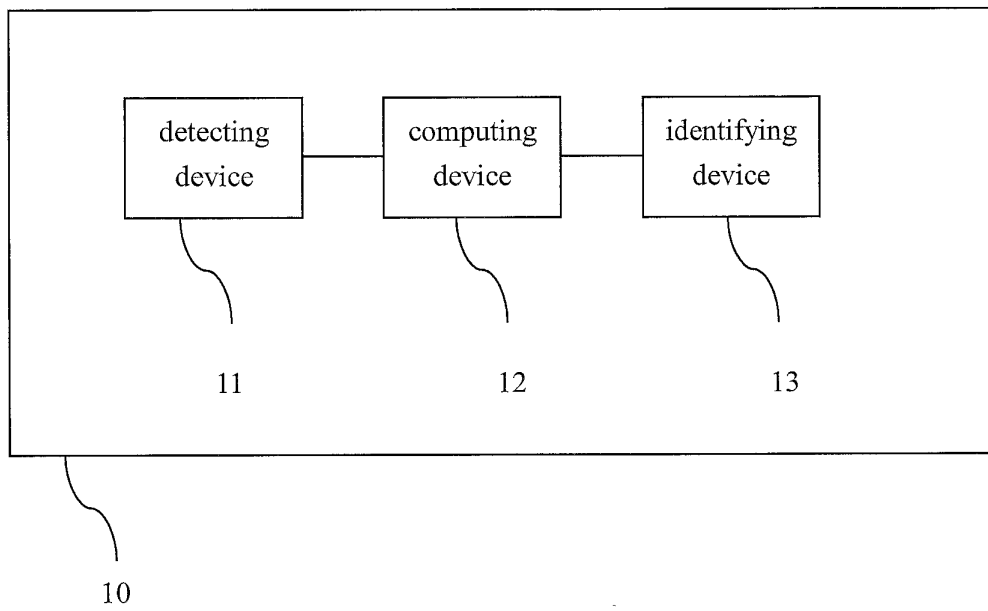 detecting
device
computing
device
identifying
device
11
12
13
10